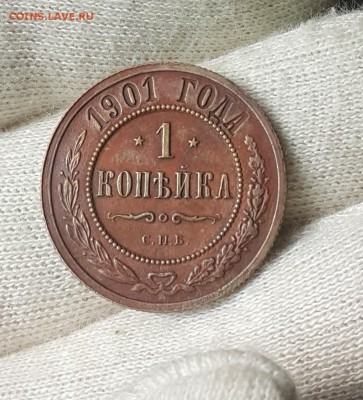 COINS.LAVE.RU
1901 ГОДА
1
КОПѢЙКА
С.П.Б.